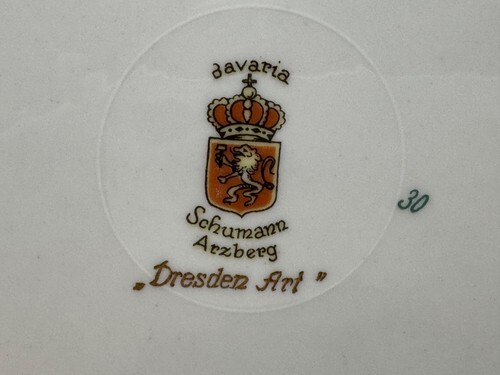 Bavaria
Schumann
Arzberg
„Dresden Art"
30